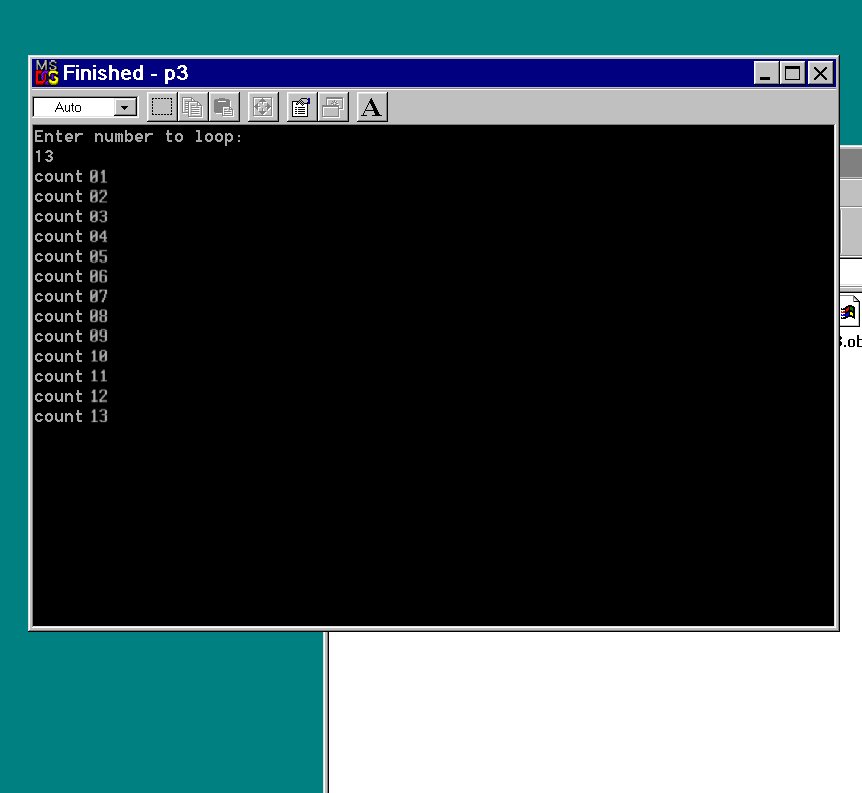 MS DOS Finished - p3
Auto
A
Enter number to loop:
13
count 01
count 02
count 03
count 04
count 05
count 06
count 07
count 08
count 09
count 10
count 11
count 12
count 13
.ob